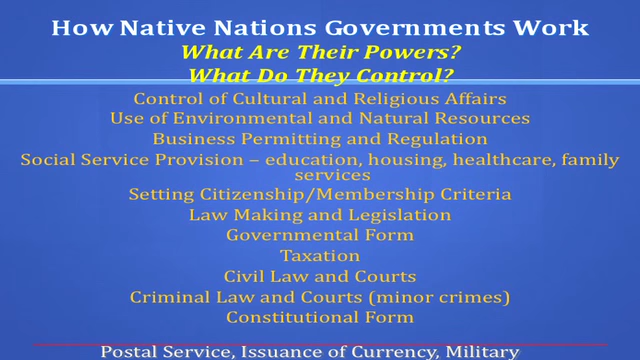 How Native Nations Governments Work
What Are Their Powers?
What Do They Control?
Control of Cultural and Religious Affairs
Use of Environmental and Natural Resources
Business Permitting and Regulation
Social Service Provision – education, housing, healthcare, family
services
Setting Citizenship/Membership Criteria
Law Making and Legislation
Governmental Form
Taxation
Civil Law and Courts
Criminal Law and Courts (minor crimes)
Constitutional Form
Postal Service, Issuance of Currency, Military